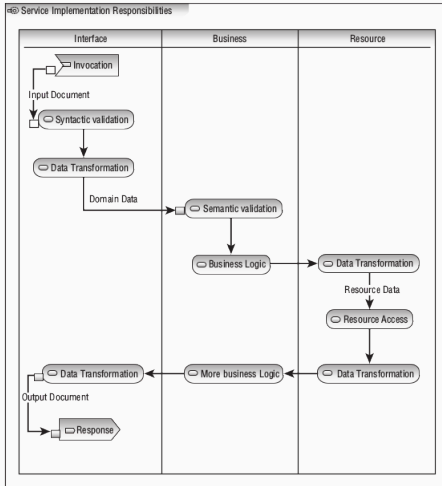 Service Implementation Responsibilities
Interface
Business
Resource
Invocation
Input Document
Syntactic validation
Data Transformation
Domain Data
Semantic validation
Business Logic
Data Transformation
Resource Data
Resource Access
Data Transformation
More business Logic
Data Transformation
Output Document
Response